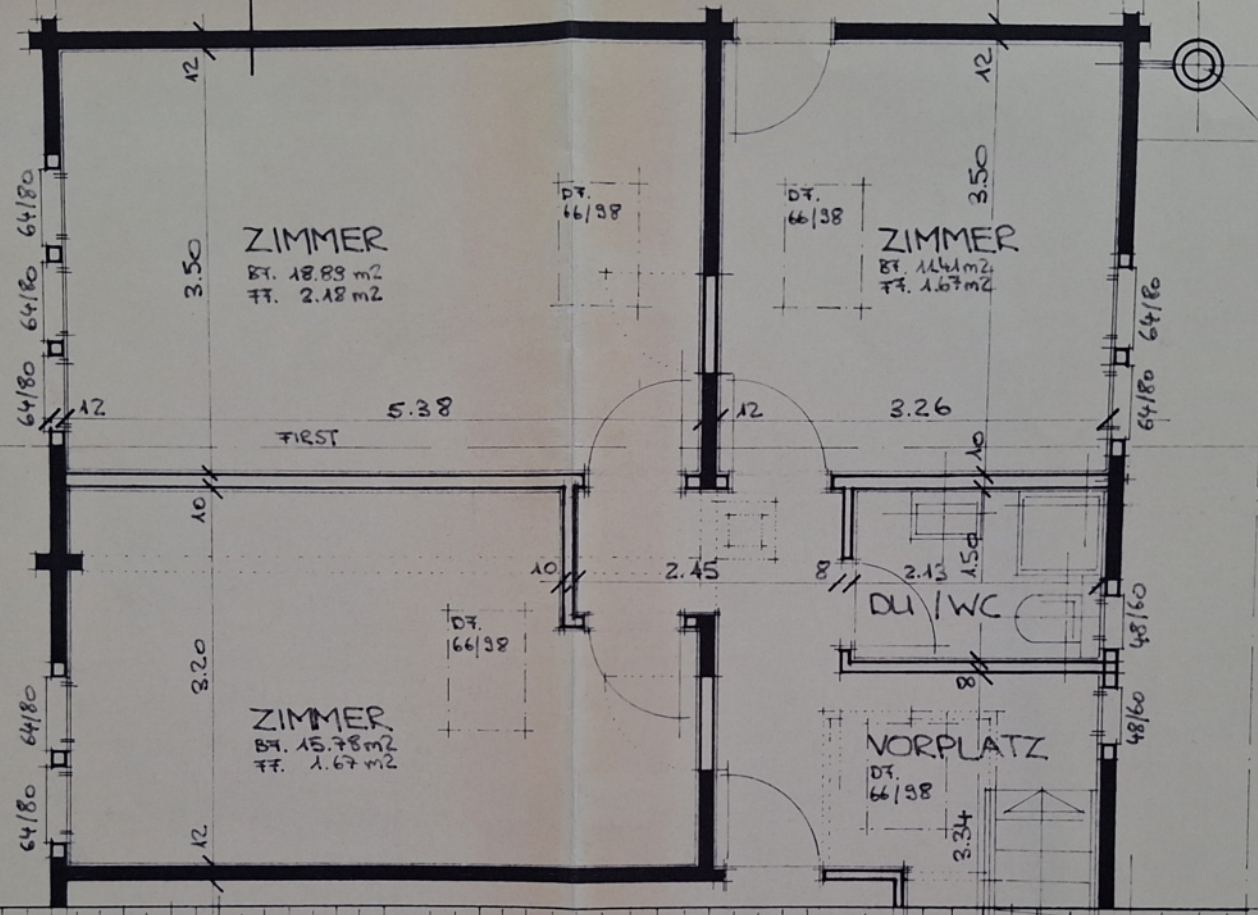 12
12
64/80
3.50
DF.
66/98
DF.
66/98
3.50
ZIMMER
BF. 18.89 m2
FF. 2.18 m2
ZIMMER
BF. 11.41 m2
FF. 1.67 m2
64/80
64/80
64/80
64/80
12
5.38
12
3.26
FIRST
10
10
10
2.45
8
2.13
1.50
DU/WC
48/60
DF.
66/98
3.20
8
64/80
ZIMMER
BF. 15.78 m2
FF. 1.67 m2
48/60
VORPLATZ
DF.
66/98
64/80
12
3.34